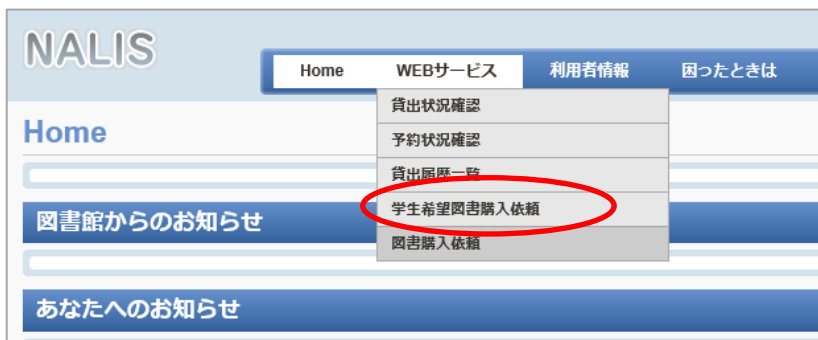 NALIS
Home WEBサービス 利用者情報 困ったときは
貸出状況確認
予約状況確認
貸出履歴一覧
学生希望図書購入依頼
図書購入依頼
Home
図書館からのお知らせ
あなたへのお知らせ